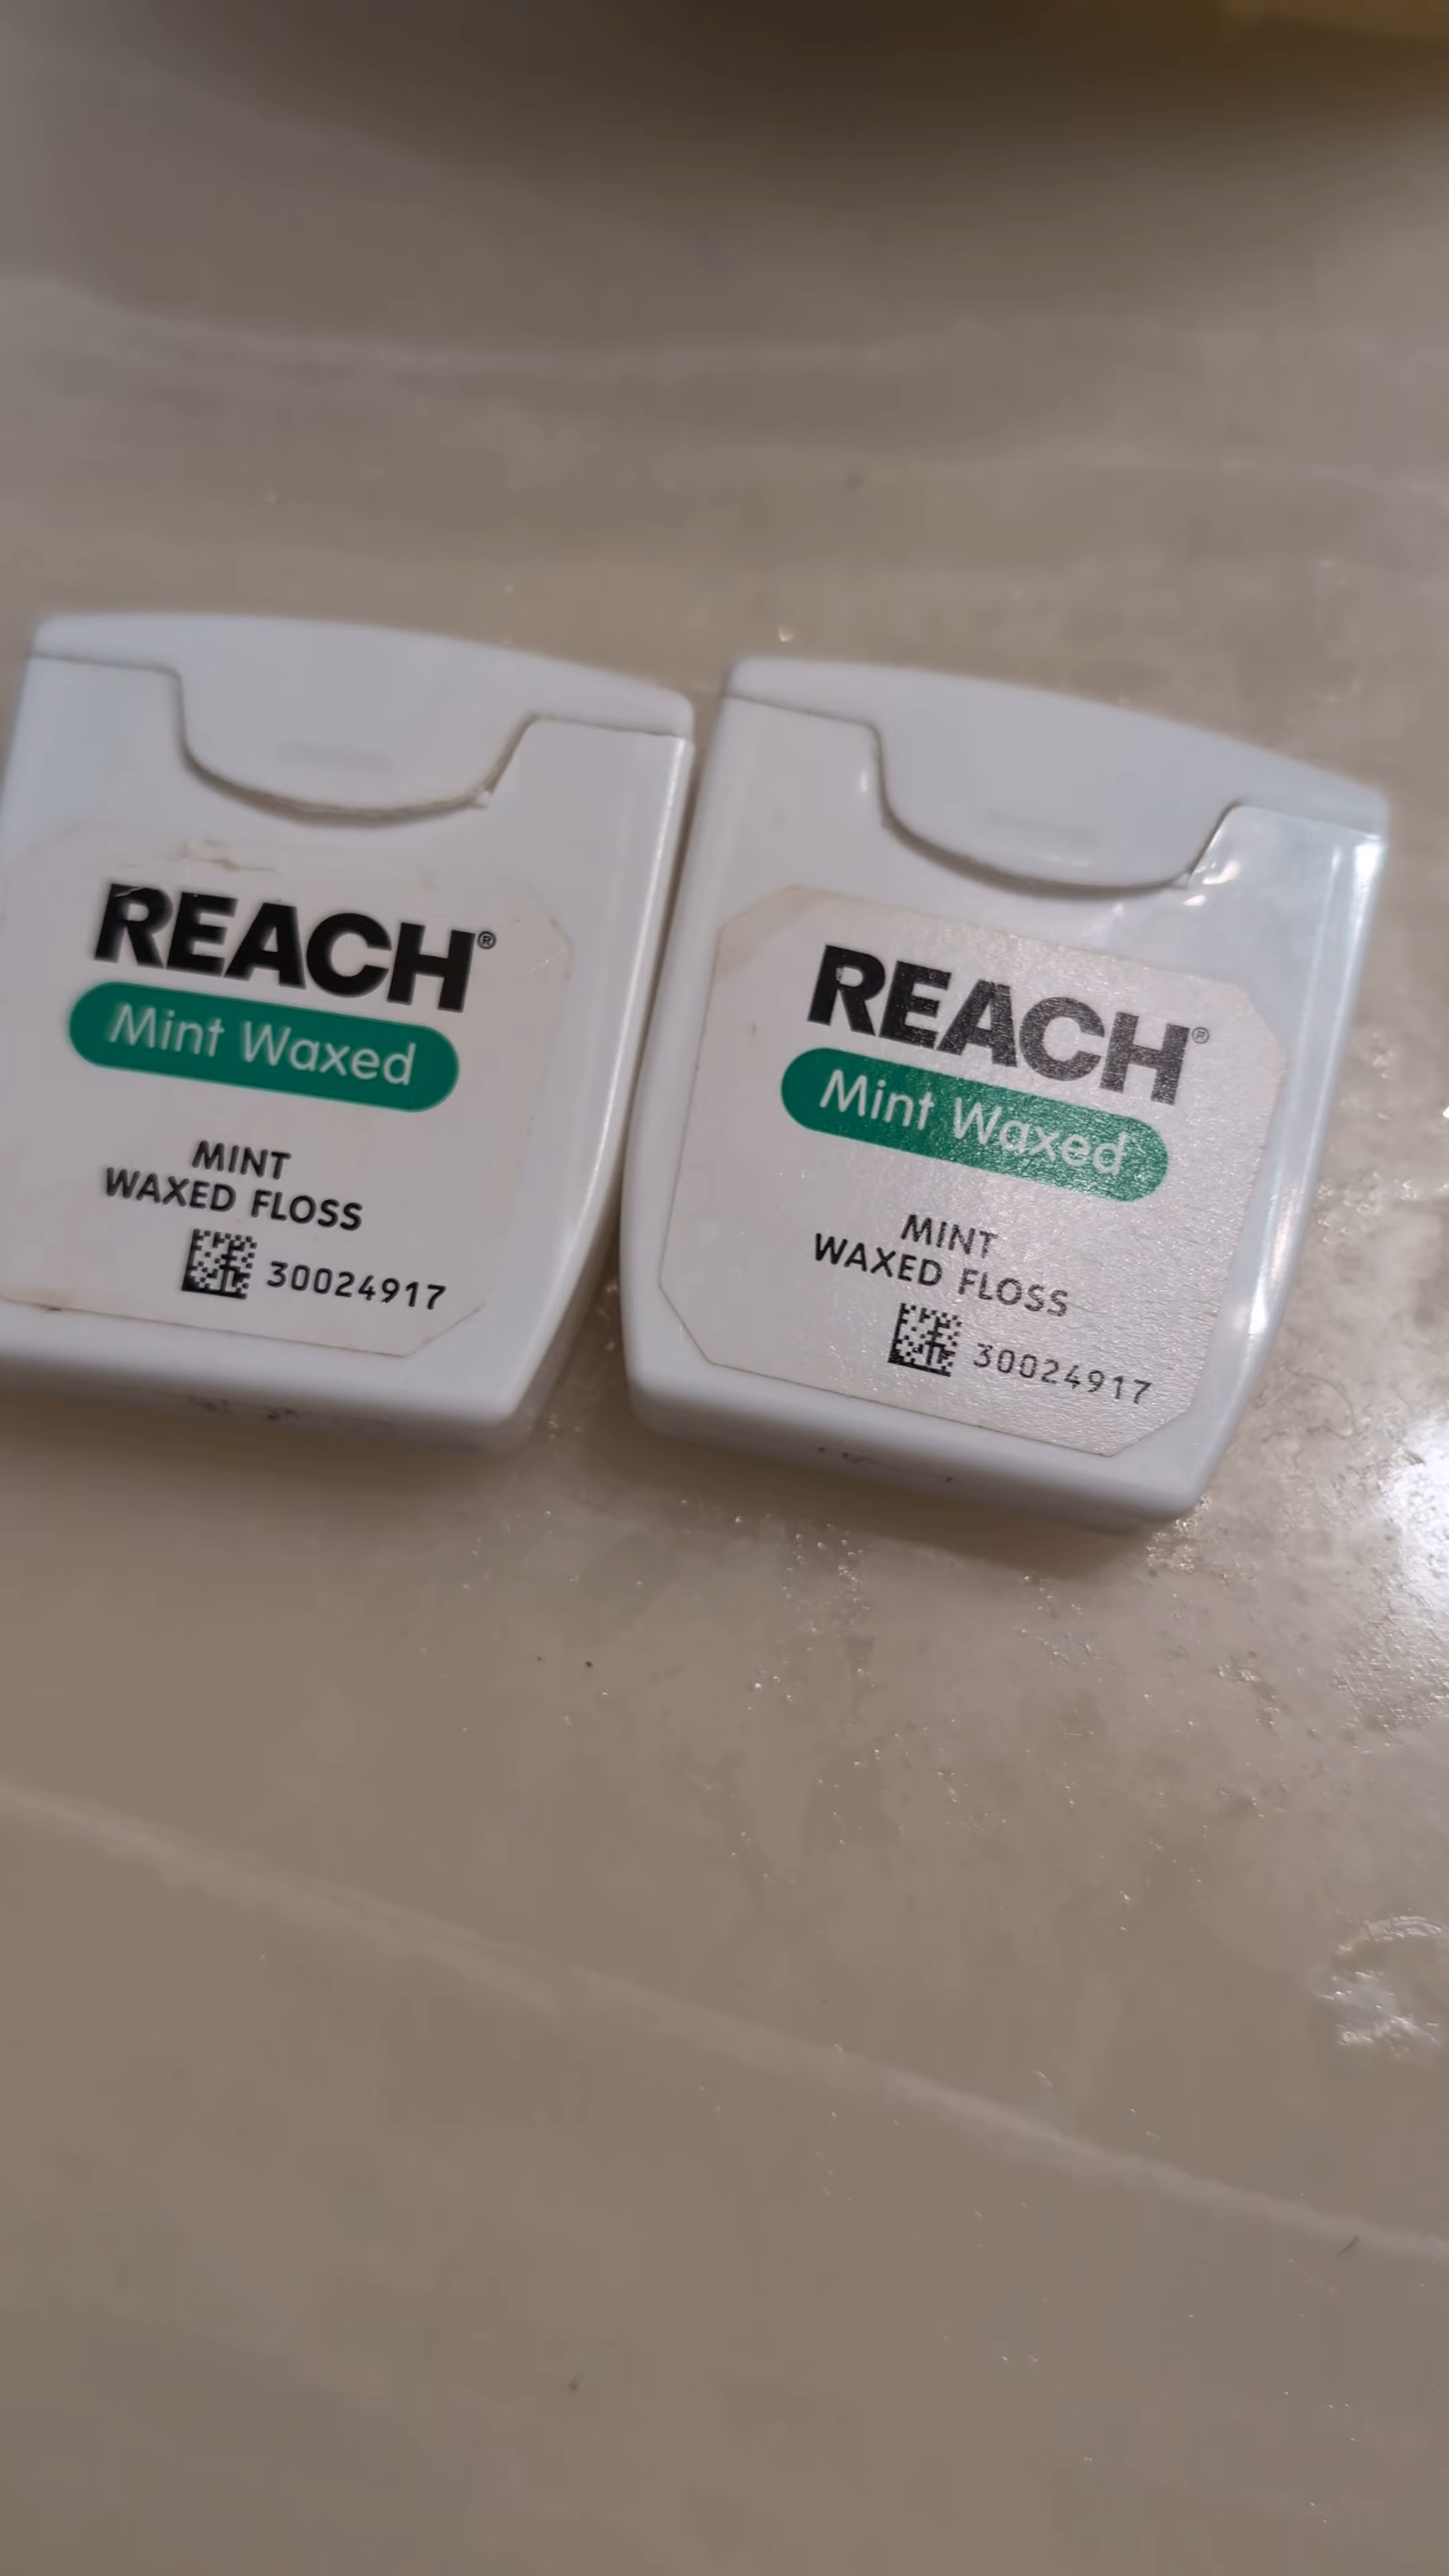 REACH®
Mint Waxed
MINT
WAXED FLOSS
30024917
REACH®
Mint Waxed
MINT
WAXED FLOSS
30024917